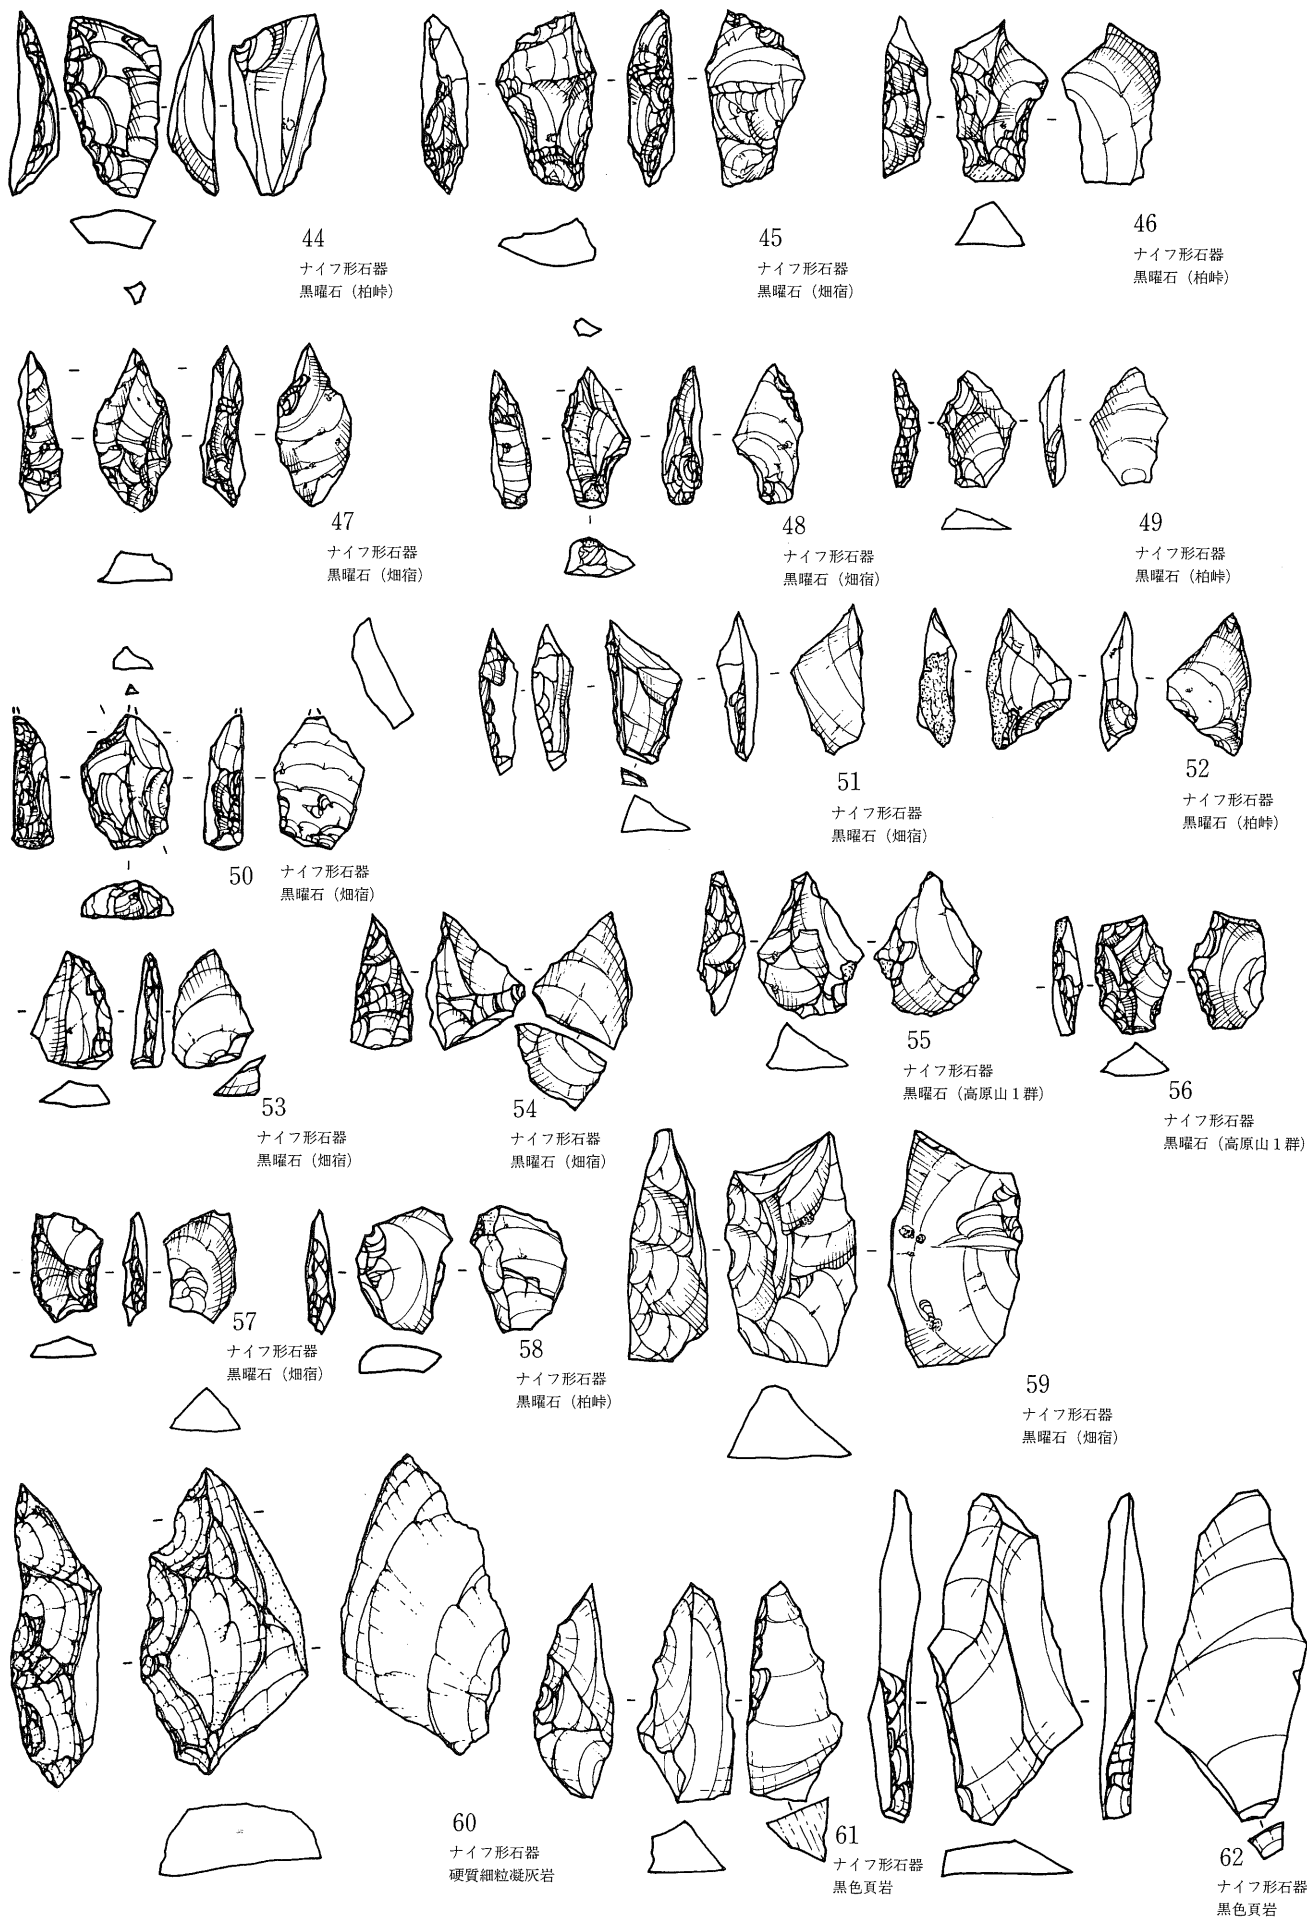 44
ナイフ形石器
黒曜石（柏峠）
45
ナイフ形石器
黒曜石（畑宿）
46
ナイフ形石器
黒曜石（柏峠）
47
ナイフ形石器
黒曜石（畑宿）
48
ナイフ形石器
黒曜石（畑宿）
49
ナイフ形石器
黒曜石（柏峠）
50
ナイフ形石器
黒曜石（畑宿）
51
ナイフ形石器
黒曜石（畑宿）
52
ナイフ形石器
黒曜石（柏峠）
53
ナイフ形石器
黒曜石（畑宿）
54
ナイフ形石器
黒曜石（畑宿）
55
ナイフ形石器
黒曜石（高原山１群）
56
ナイフ形石器
黒曜石（高原山１群）
57
ナイフ形石器
黒曜石（畑宿）
58
ナイフ形石器
黒曜石（柏峠）
59
ナイフ形石器
黒曜石（畑宿）
60
ナイフ形石器
硬質細粒凝灰岩
61
ナイフ形石器
黒色頁岩
62
ナイフ形石器
黒色頁岩